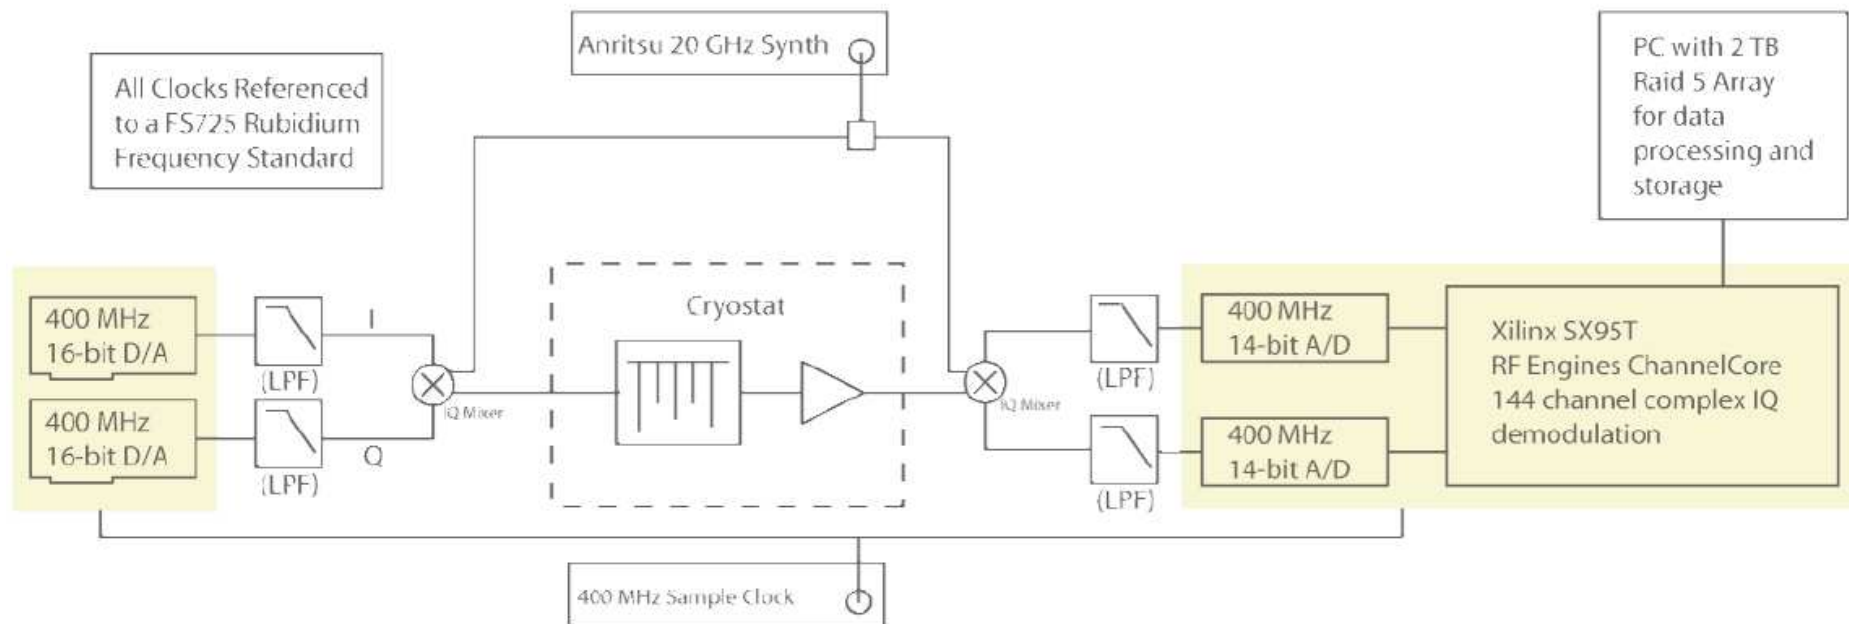 Anritsu 20 GHz Synth
All Clocks Referenced
to a FS725 Rubidium
Frequency Standard
PC with 2 TB
Raid 5 Array
for data
processing and
storage
400 MHz
16-bit D/A
(LPF)
I
400 MHz
16-bit D/A
(LPF)
Q
IQ Mixer
Cryostat
IQ Mixer
(LPF)
(LPF)
400 MHz
14-bit A/D
400 MHz
14-bit A/D
Xilinx SX95T
RF Engines ChannelCore
144 channel complex IQ
demodulation
400 MHz Sample Clock